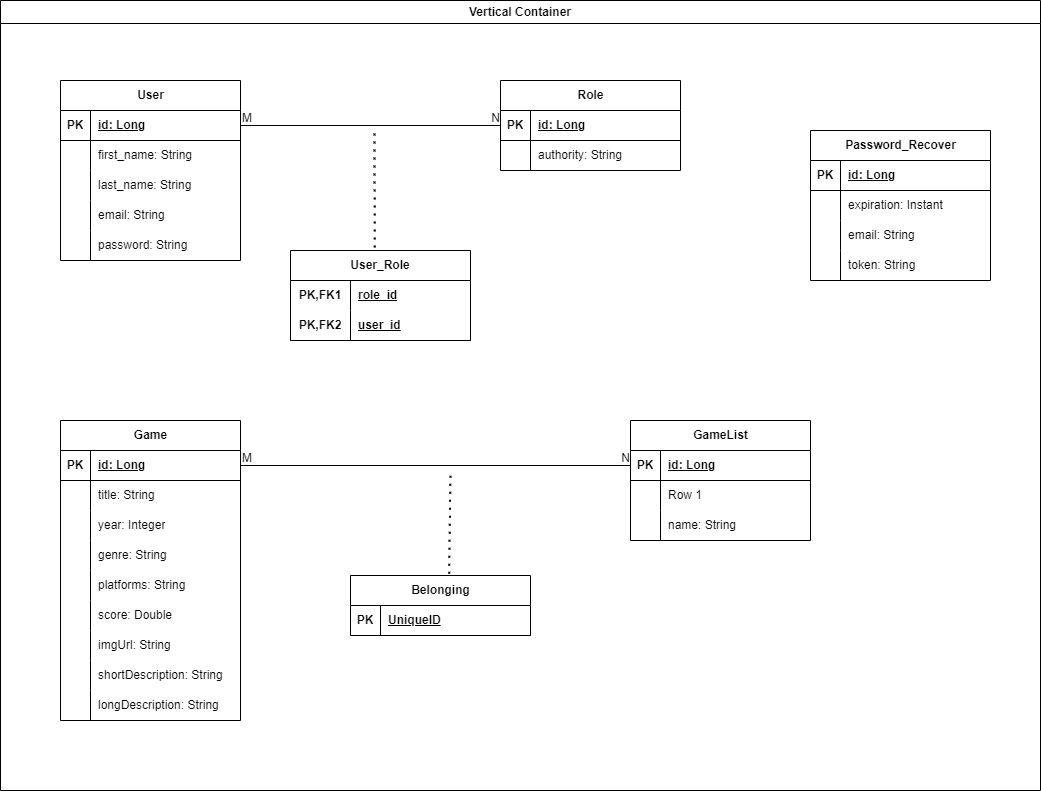 Vertical Container
User
PK id: Long
first_name: String
last_name: String
email: String
password: String
M
N
Role
PK id: Long
authority: String
Password_Recover
PK id: Long
expiration: Instant
email: String
token: String
User_Role
PK,FK1 role_id
PK,FK2 user_id
Game
PK id: Long
title: String
year: Integer
genre: String
platforms: String
score: Double
imgUrl: String
shortDescription: String
longDescription: String
M
N
GameList
PK id: Long
Row 1
name: String
Belonging
PK UniqueID